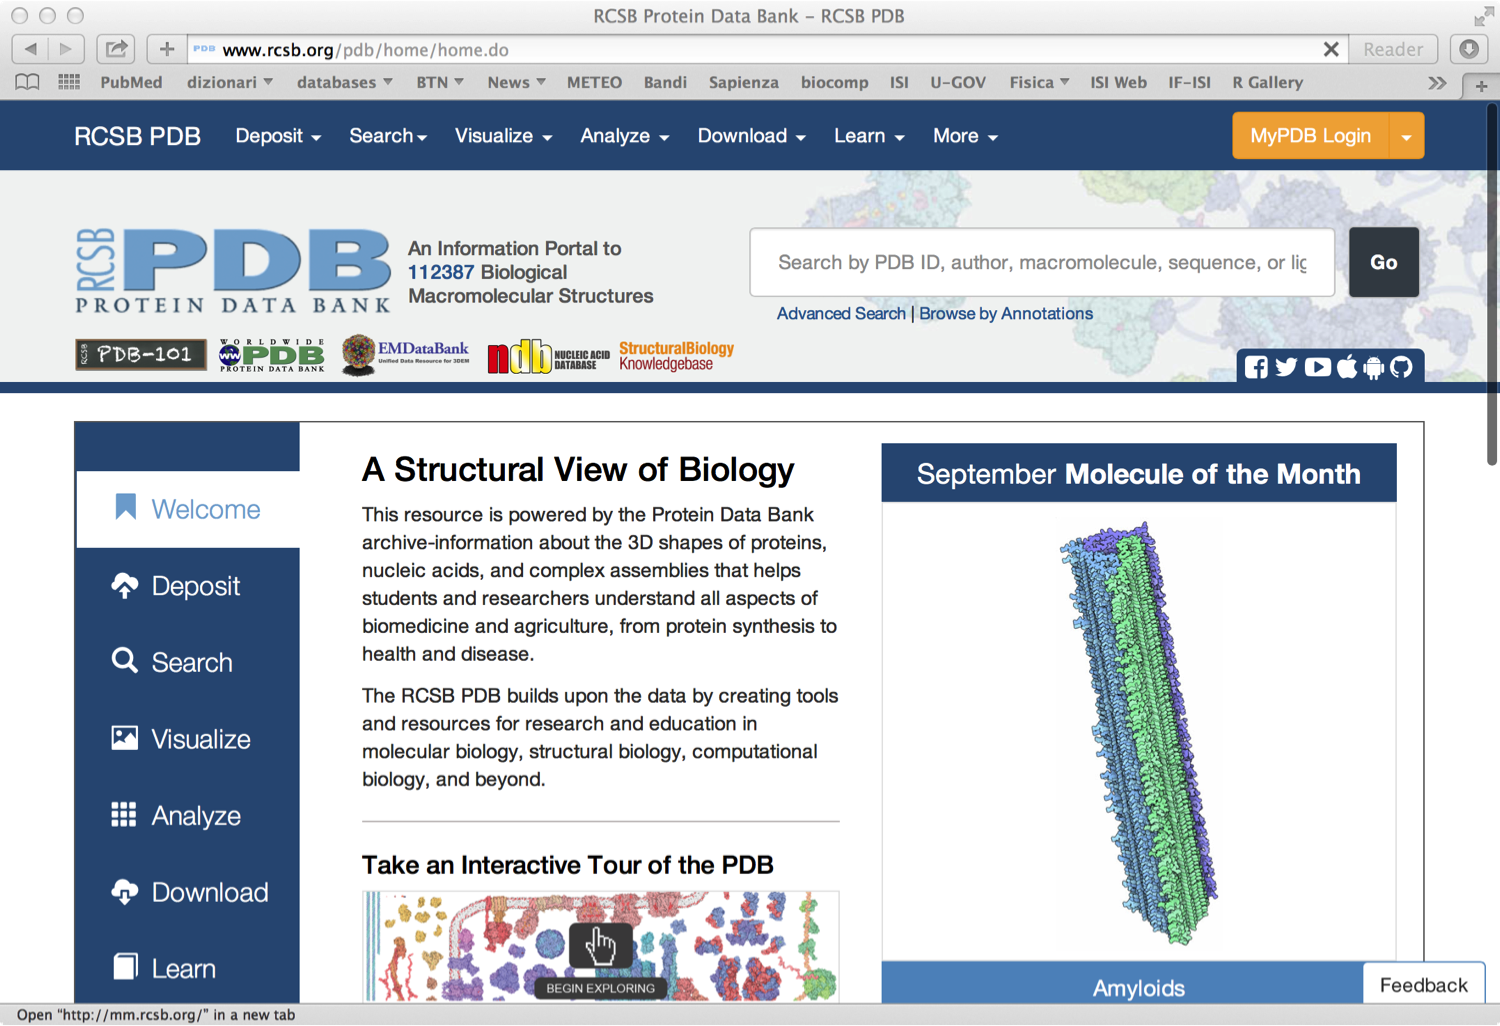 RCSB Protein Data Bank – RCSB PDB
PDB www.rcsb.org/pdb/home/home.do
Reader
PubMed dizionari databases BTN News METEO Bandi Sapienza biocomp ISI U-GOV Fisica ISI Web IF-ISI R Gallery
RCSB PDB Deposit Search Visualize Analyze Download Learn More MyPDB Login
RCSB PDB
PROTEIN DATA BANK
An Information Portal to
112387 Biological
Macromolecular Structures
Search by PDB ID, author, macromolecule, sequence, or lig
Go
Advanced Search | Browse by Annotations
RCSB PDB-101
WORLDWIDE
ww PDB
PROTEIN DATA BANK
EMDataBank
Unified Data Resource for 3DEM
ndb NUCLEIC ACID
DATABASE
StructuralBiology
Knowledgebase
Welcome
Deposit
Search
Visualize
Analyze
Download
Learn
A Structural View of Biology
This resource is powered by the Protein Data Bank
archive-information about the 3D shapes of proteins,
nucleic acids, and complex assemblies that helps
students and researchers understand all aspects of
biomedicine and agriculture, from protein synthesis to
health and disease.
The RCSB PDB builds upon the data by creating tools
and resources for research and education in
molecular biology, structural biology, computational
biology, and beyond.
Take an Interactive Tour of the PDB
BEGIN EXPLORING
September Molecule of the Month
Amyloids
Feedback
Open "http://mm.rcsb.org/" in a new tab